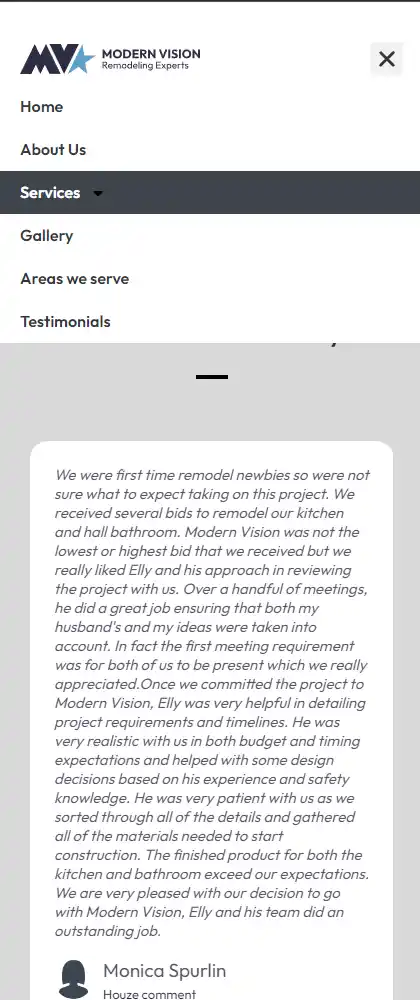 MODERN VISION
Remodeling Experts
Home
About Us
Services
Gallery
Areas we serve
Testimonials
We were first time remodel newbies so were not
sure what to expect taking on this project. We
received several bids to remodel our kitchen
and hall bathroom. Modern Vision was not the
lowest or highest bid that we received but we
really liked Elly and his approach in reviewing
the project with us. Over a handful of meetings,
he did a great job ensuring that both my
husband's and my ideas were taken into
account. In fact the first meeting requirement
was for both of us to be present which we really
appreciated.Once we committed the project to
Modern Vision, Elly was very helpful in detailing
project requirements and timelines. He was
very realistic with us in both budget and timing
expectations and helped with some design
decisions based on his experience and safety
knowledge. He was very patient with us as we
sorted through all of the details and gathered
all of the materials needed to start
construction. The finished product for both the
kitchen and bathroom exceed our expectations.
We are very pleased with our decision to go
with Modern Vision, Elly and his team did an
outstanding job.
Monica Spurlin
Houze comment